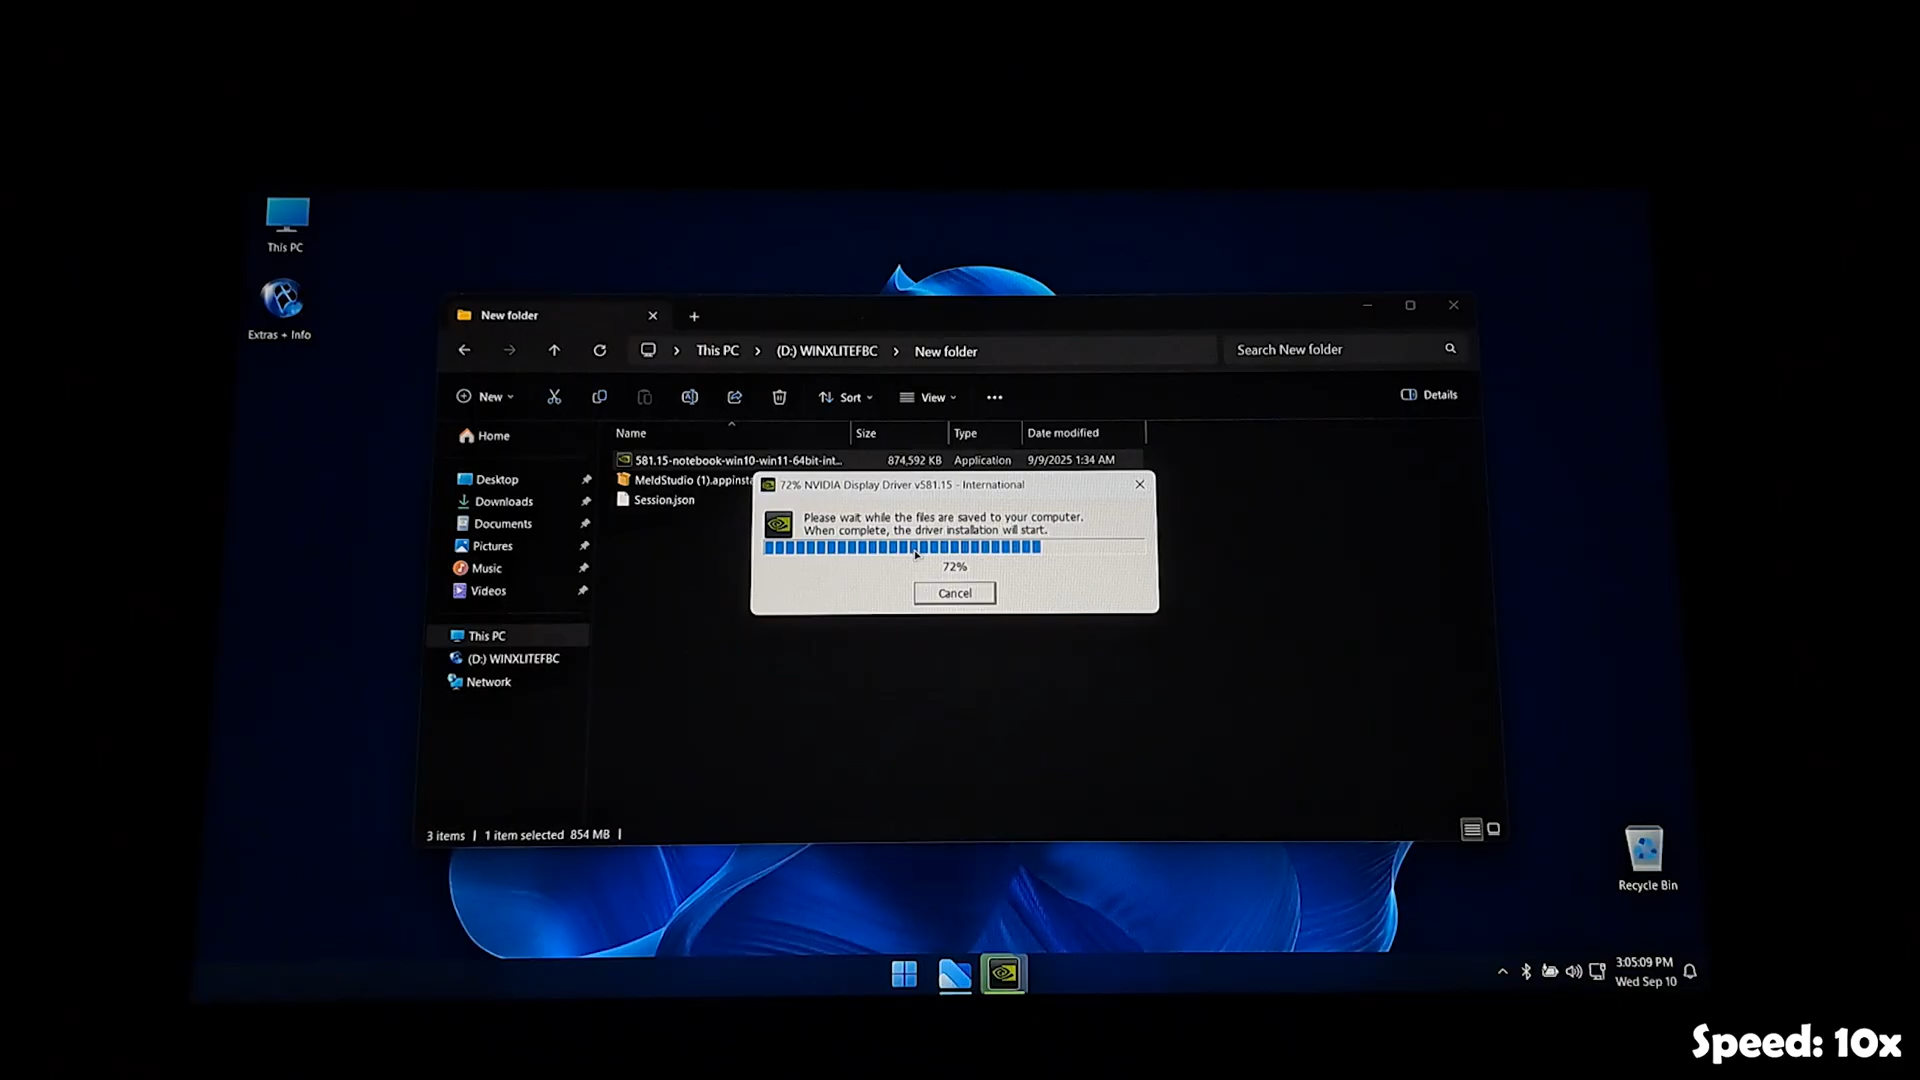 This PC
Extras + Info
New folder
This PC > (D:) WINXLITEFBC > New folder
Search New folder
New
Sort
View
Details
Name Size Type Date modified
581.15-notebook-win10-win11-64bit-int... 874,592 KB Application 9/9/2025 1:34 AM
MeldStudio (1).appinsta
Session.json
Home
Desktop
Downloads
Documents
Pictures
Music
Videos
This PC
(D:) WINXLITEFBC
Network
72% NVIDIA Display Driver v581.15 - International
Please wait while the files are saved to your computer.
When complete, the driver installation will start.
72%
Cancel
3 items | 1 item selected 854 MB |
Recycle Bin
3:05:09 PM
Wed Sep 10
Speed: 10x